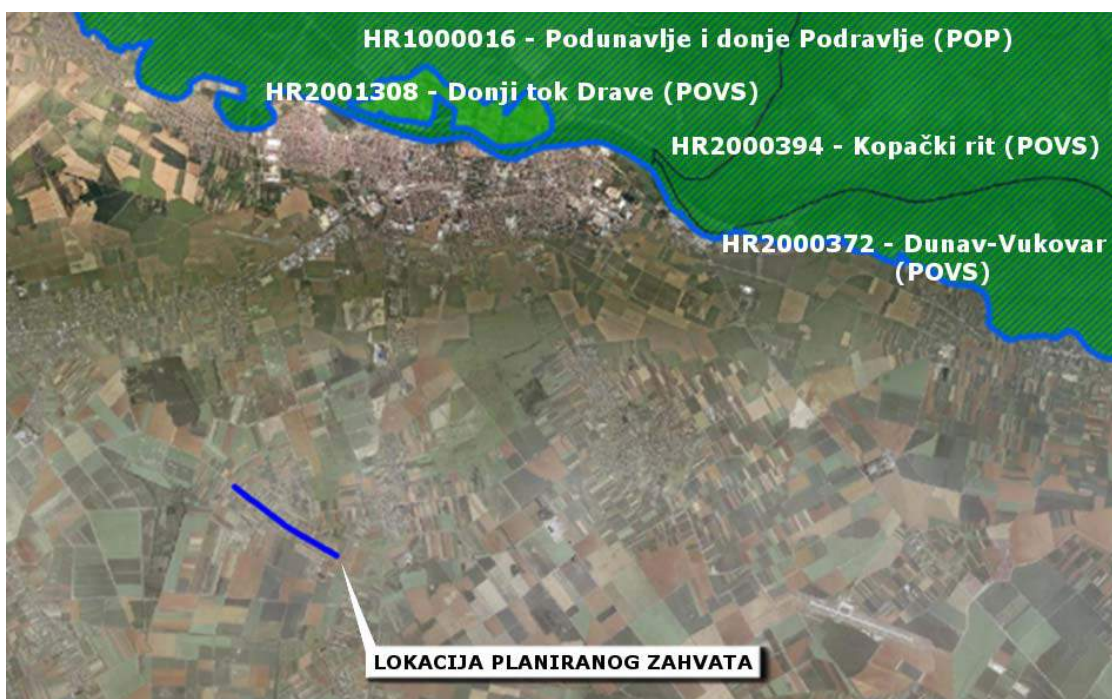 HR1000016 - Podunavlje i donje Podravlje (POP)
HR2001308 - Donji tok Drave (POVS)
HR2000394 - Kopački rit (POVS)
HR2000372 - Dunav-Vukovar
(POVS)
LOKACIJA PLANIRANOG ZAHVATA